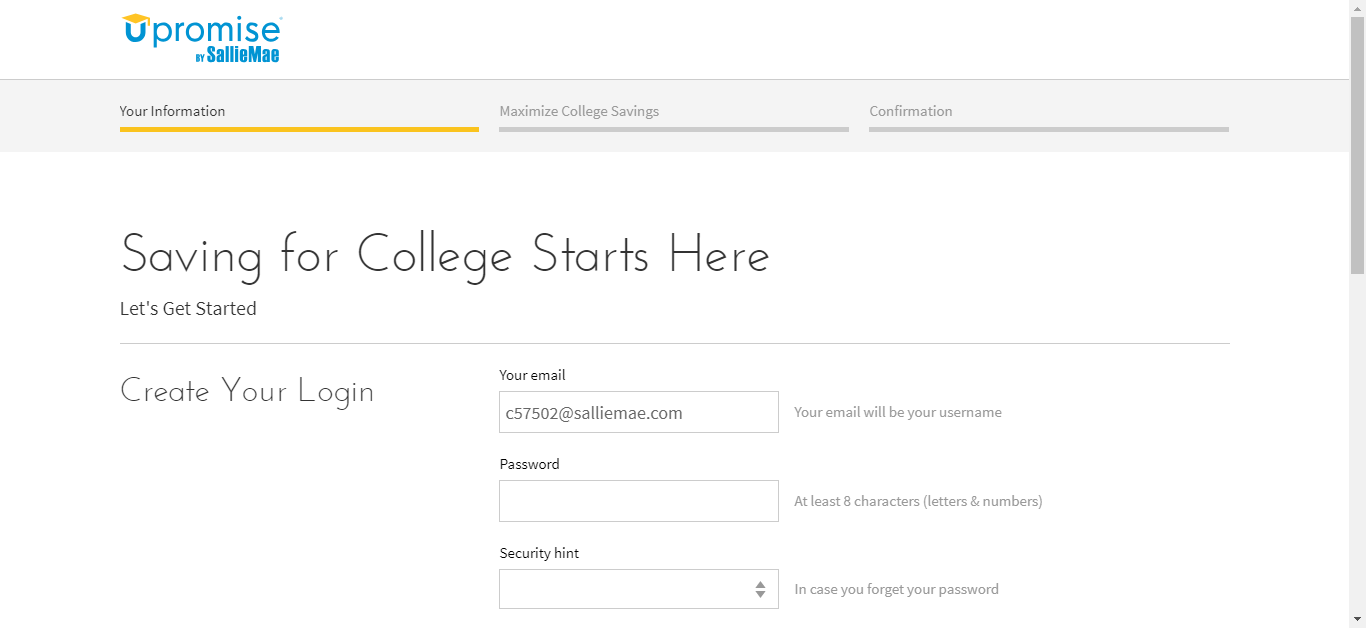 Upromise
BY SallieMae
Your Information
Maximize College Savings
Confirmation
Saving for College Starts Here
Let's Get Started
Create Your Login
Your email
c57502@salliemae.com
Your email will be your username
Password
At least 8 characters (letters & numbers)
Security hint
In case you forget your password